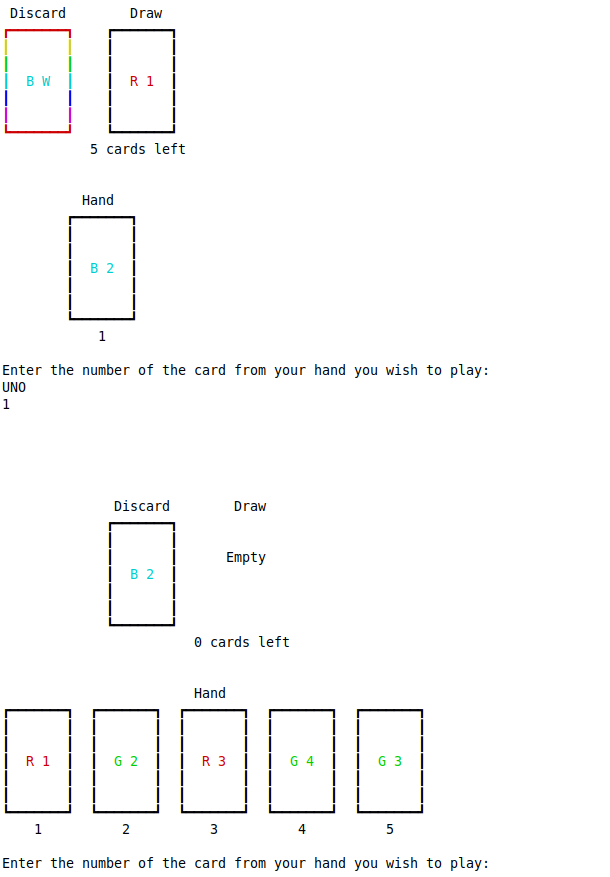 Discard Draw
B W R 1
5 cards left
Hand
B 2
1
Enter the number of the card from your hand you wish to play:
UNO
1
Discard Draw
Empty
B 2
0 cards left
Hand
R 1 G 2 R 3 G 4 G 3
1 2 3 4 5
Enter the number of the card from your hand you wish to play: